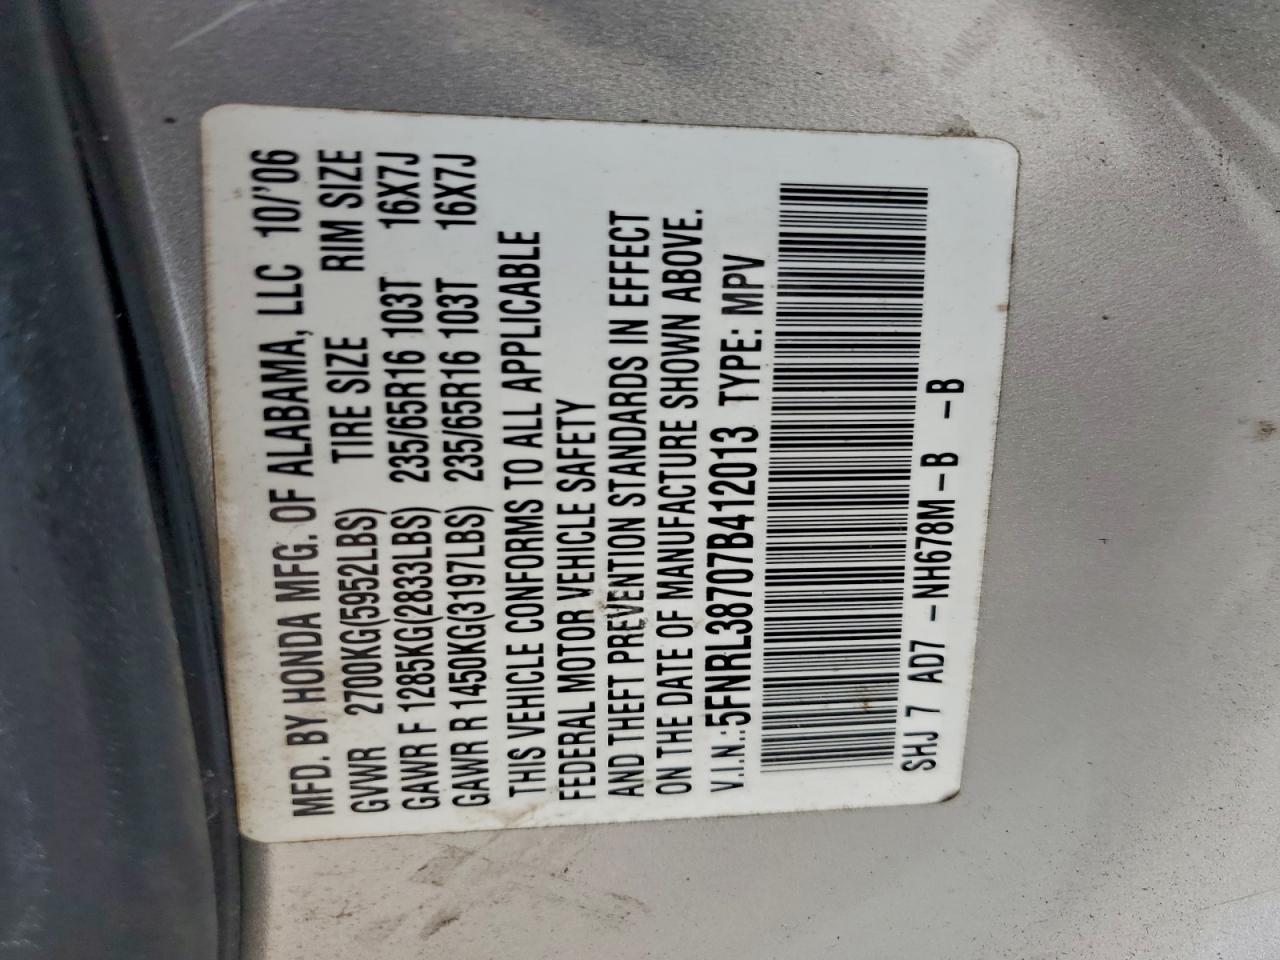 MFD. BY HONDA MFG. OF ALABAMA, LLC 10/'06
GVWR 2700KG(5952LBS) TIRE SIZE RIM SIZE
GAWR F 1285KG(2833LBS) 235/65R16 103T 16X7J
GAWR R 1450KG(3197LBS) 235/65R16 103T 16X7J
THIS VEHICLE CONFORMS TO ALL APPLICABLE
FEDERAL MOTOR VEHICLE SAFETY
AND THEFT PREVENTION STANDARDS IN EFFECT
ON THE DATE OF MANUFACTURE SHOWN ABOVE.
V.I.N.:5FNRL38707B412013 TYPE: MPV
SHJ 7 AD7 -NH678M-B -B